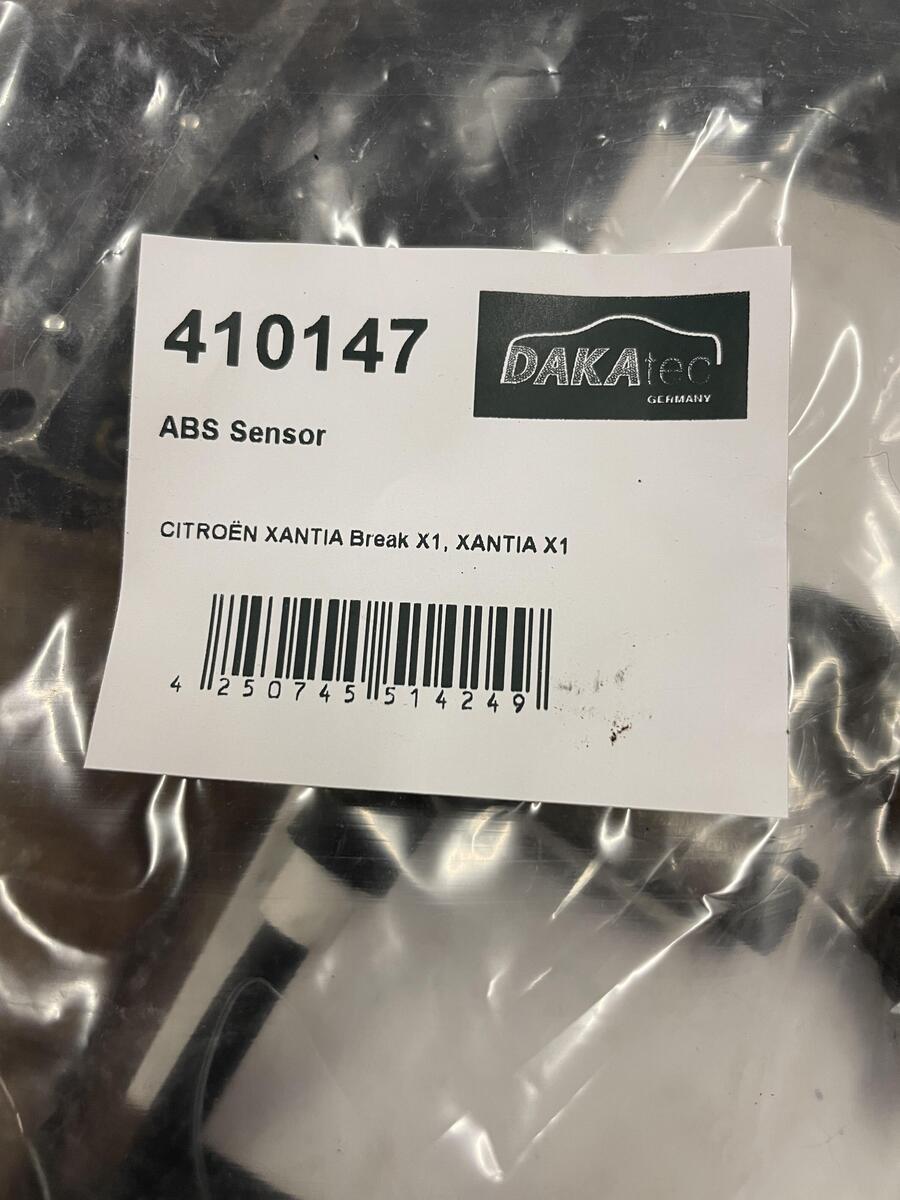 410147
DAKAtec
GERMANY
ABS Sensor
CITROËN XANTIA Break X1, XANTIA X1
4 250745 514249